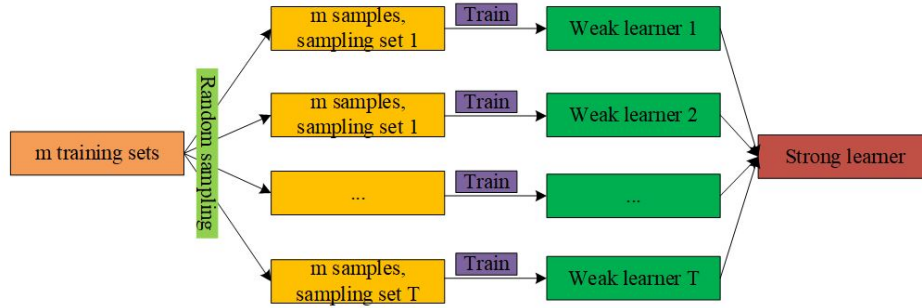 m training sets
Random sampling
m samples,
sampling set 1
Train
Weak learner 1
m samples,
sampling set 1
Train
Weak learner 2
...
Train
...
m samples,
sampling set T
Train
Weak learner T
Strong learner